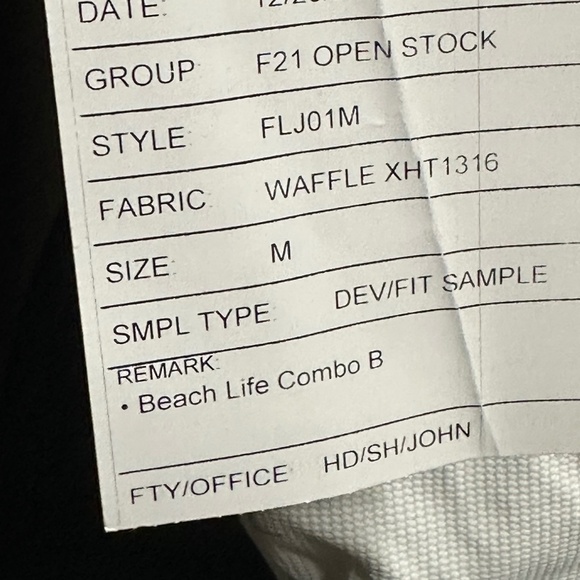 DATE:
GROUP: F21 OPEN STOCK
STYLE: FLJ01M
FABRIC: WAFFLE XHT1316
SIZE: M
SMPL TYPE: DEV/FIT SAMPLE
REMARK:
• Beach Life Combo B
FTY/OFFICE: HD/SH/JOHN